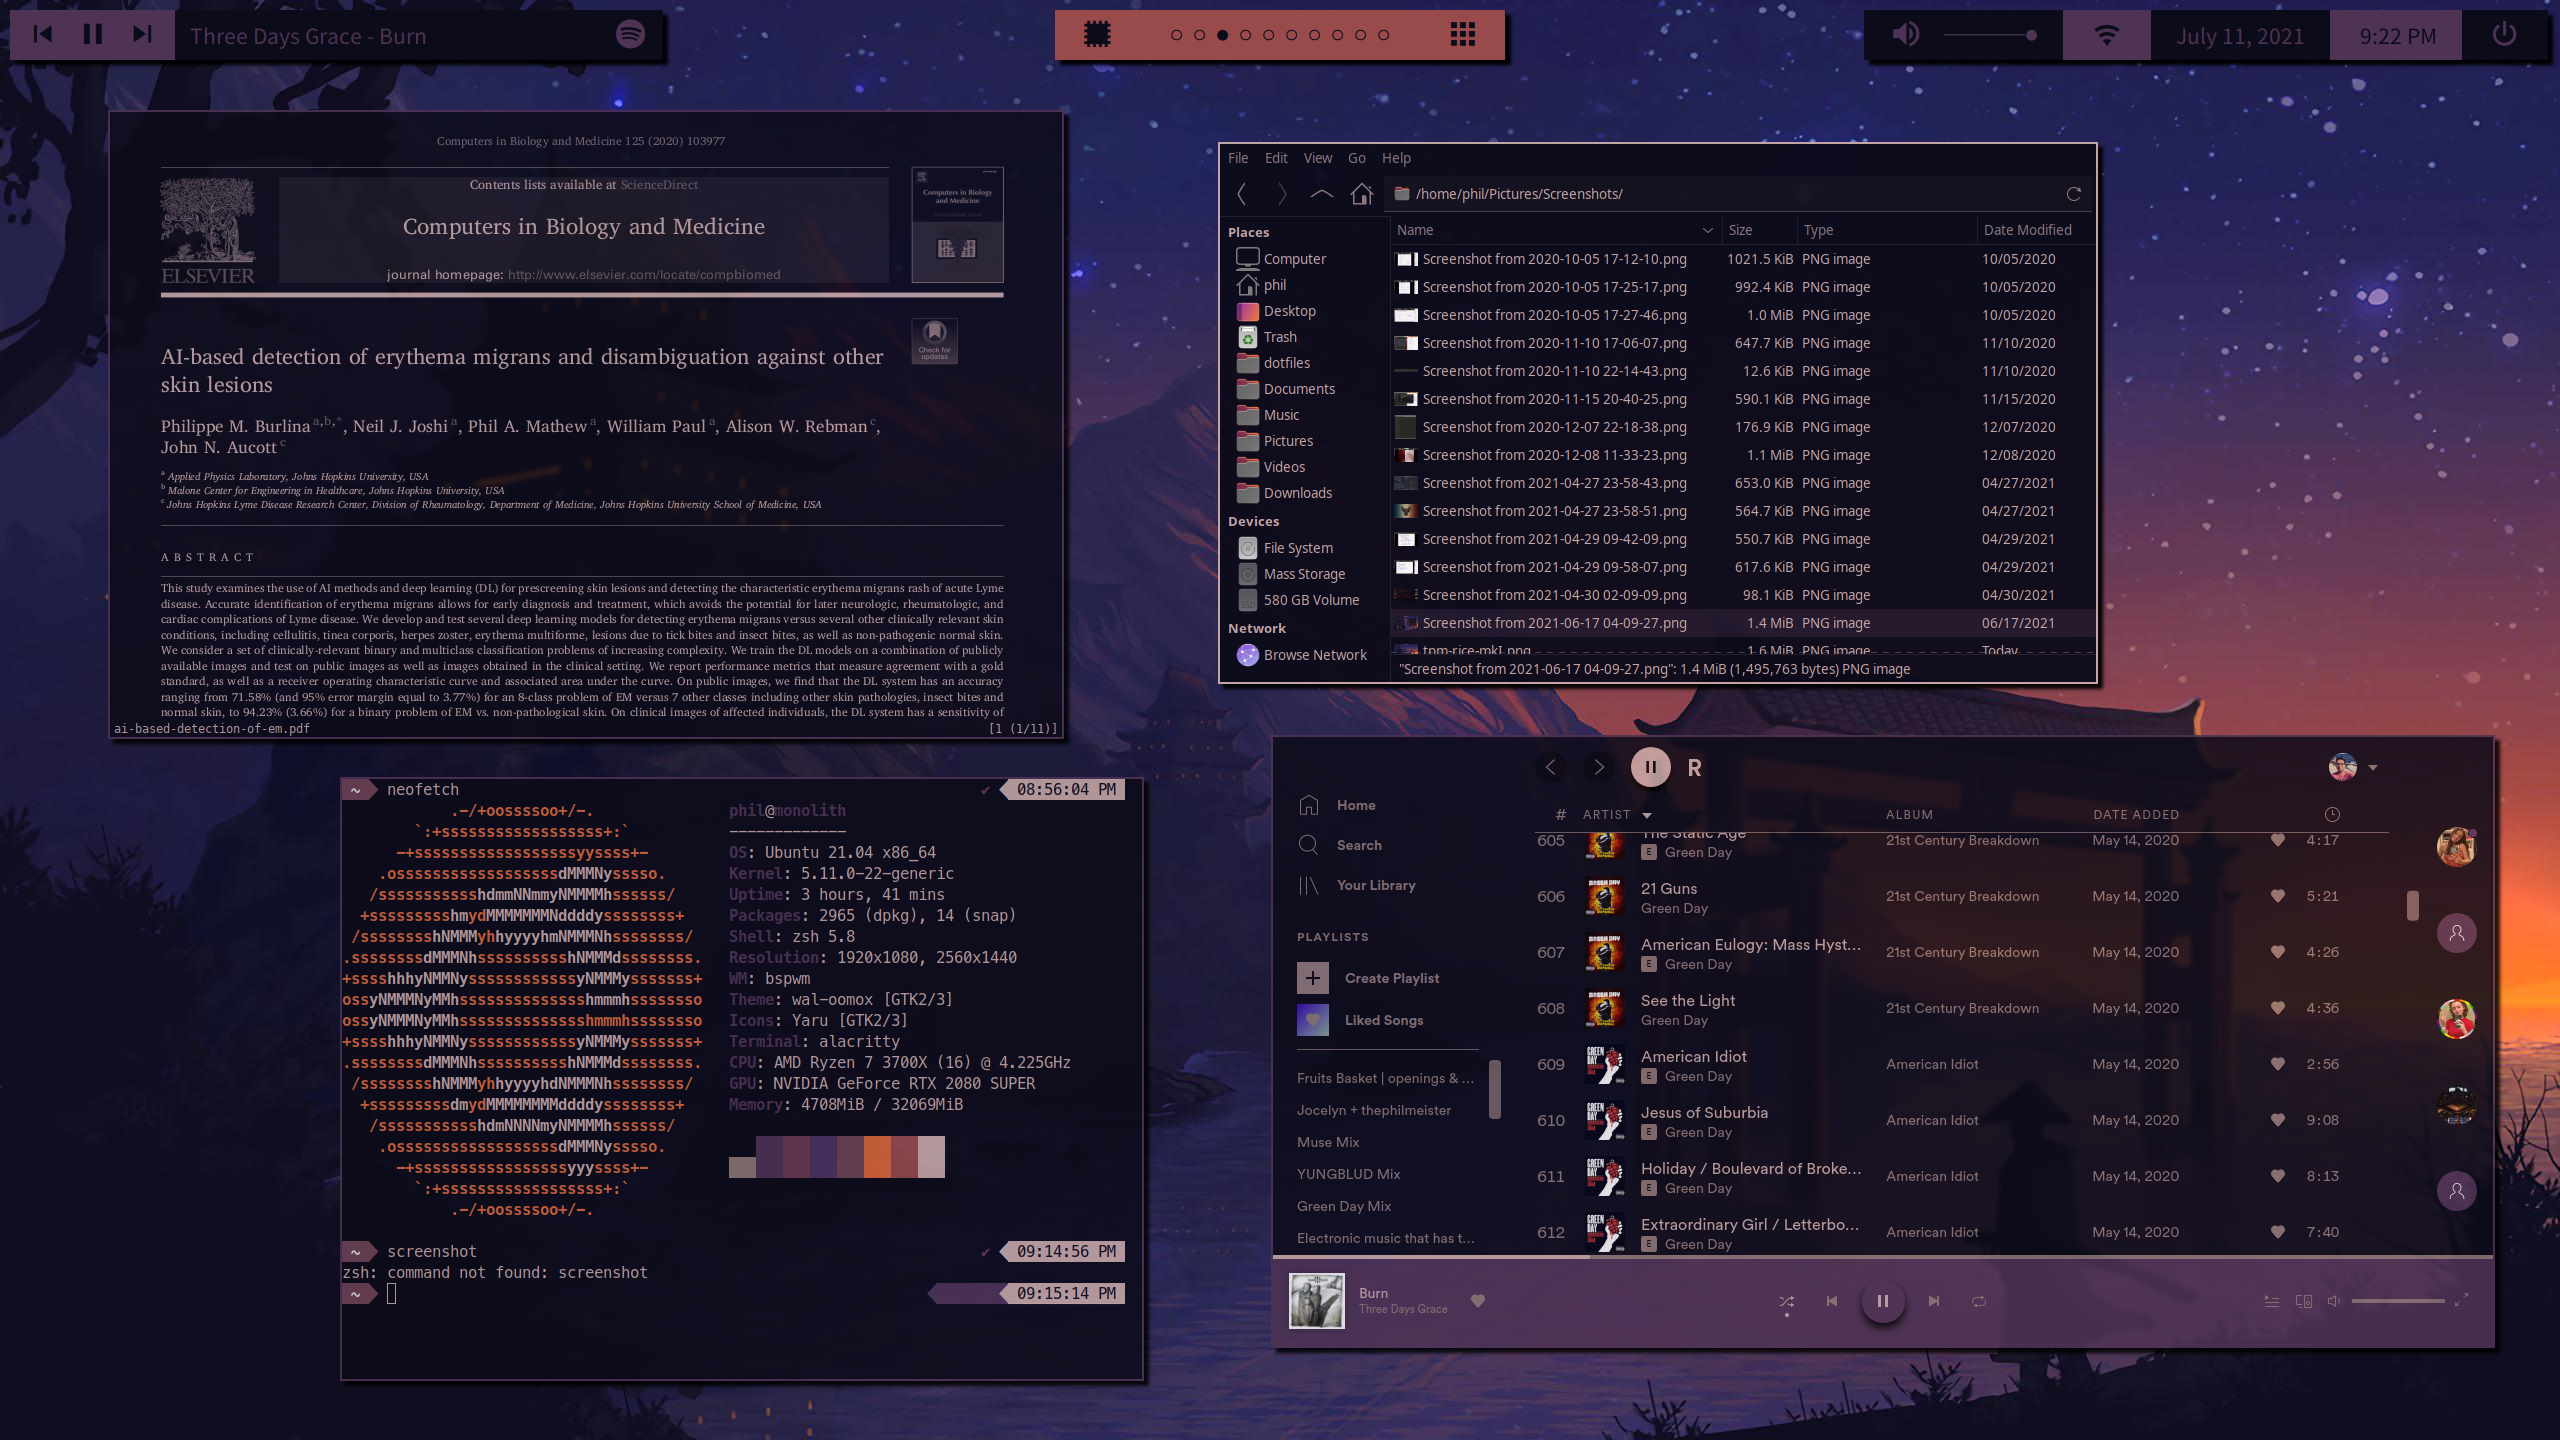 Three Days Grace - Burn
July 11, 2021
9:22 PM
Computers in Biology and Medicine 125 (2020) 103977
Contents lists available at ScienceDirect
Computers in Biology and Medicine
journal homepage: http://www.elsevier.com/locate/compbiomed
ELSEVIER
Computers in Biology
and Medicine
Check for
updates
AI-based detection of erythema migrans and disambiguation against other
skin lesions
Philippe M. Burlina a,b,*, Neil J. Joshi a, Phil A. Mathew a, William Paul a, Alison W. Rebman c,
John N. Aucott c
a Applied Physics Laboratory, Johns Hopkins University, USA
b Malone Center for Engineering in Healthcare, Johns Hopkins University, USA
c Johns Hopkins Lyme Disease Research Center, Division of Rheumatology, Department of Medicine, Johns Hopkins University School of Medicine, USA
ABSTRACT
This study examines the use of AI methods and deep learning (DL) for prescreening skin lesions and detecting the characteristic erythema migrans rash of acute Lyme
disease. Accurate identification of erythema migrans allows for early diagnosis and treatment, which avoids the potential for later neurologic, rheumatologic, and
cardiac complications of Lyme disease. We develop and test several deep learning models for detecting erythema migrans versus several other clinically relevant skin
conditions, including cellulitis, tinea corporis, herpes zoster, erythema multiforme, lesions due to tick bites and insect bites, as well as non-pathogenic normal skin.
We consider a set of clinically-relevant binary and multiclass classification problems of increasing complexity. We train the DL models on a combination of publicly
available images and test on public images as well as images obtained in the clinical setting. We report performance metrics that measure agreement with a gold
standard, as well as a receiver operating characteristic curve and associated area under the curve. On public images, we find that the DL system has an accuracy
ranging from 71.58% (and 95% error margin equal to 3.77%) for an 8-class problem of EM versus 7 other classes including other skin pathologies, insect bites and
normal skin, to 94.23% (3.66%) for a binary problem of EM vs. non-pathological skin. On clinical images of affected individuals, the DL system has a sensitivity of
ai-based-detection-of-em.pdf [1 (1/11)]
File Edit View Go Help
/home/phil/Pictures/Screenshots/
Places
Computer
phil
Desktop
Trash
dotfiles
Documents
Music
Pictures
Videos
Downloads
Devices
File System
Mass Storage
580 GB Volume
Network
Browse Network
Name Size Type Date Modified
Screenshot from 2020-10-05 17-12-10.png 1021.5 KiB PNG image 10/05/2020
Screenshot from 2020-10-05 17-25-17.png 992.4 KiB PNG image 10/05/2020
Screenshot from 2020-10-05 17-27-46.png 1.0 MiB PNG image 10/05/2020
Screenshot from 2020-11-10 17-06-07.png 647.7 KiB PNG image 11/10/2020
Screenshot from 2020-11-10 22-14-43.png 12.6 KiB PNG image 11/10/2020
Screenshot from 2020-11-15 20-40-25.png 590.1 KiB PNG image 11/15/2020
Screenshot from 2020-12-07 22-18-38.png 176.9 KiB PNG image 12/07/2020
Screenshot from 2020-12-08 11-33-23.png 1.1 MiB PNG image 12/08/2020
Screenshot from 2021-04-27 23-58-43.png 653.0 KiB PNG image 04/27/2021
Screenshot from 2021-04-27 23-58-51.png 564.7 KiB PNG image 04/27/2021
Screenshot from 2021-04-29 09-42-09.png 550.7 KiB PNG image 04/29/2021
Screenshot from 2021-04-29 09-58-07.png 617.6 KiB PNG image 04/29/2021
Screenshot from 2021-04-30 02-09-09.png 98.1 KiB PNG image 04/30/2021
Screenshot from 2021-06-17 04-09-27.png 1.4 MiB PNG image 06/17/2021
tpm-rice-mkI.png 1.6 MiB PNG image Today
"Screenshot from 2021-06-17 04-09-27.png": 1.4 MiB (1,495,763 bytes) PNG image
~ neofetch ✓ 08:56:04 PM
.-/+oossssoo+/-.
`:+ssssssssssssssssss+:`
-+ssssssssssssssssssyyssss+-
.ossssssssssssssssssdMMMNysssso.
/ssssssssssshdmmNNmmyNMMMMhssssss/
+ssssssssshmydMMMMMMMNddddyssssssss+
/sssssssshNMMMyhhyyyyhmNMMMNhssssssss/
.ssssssssdMMMNhsssssssssshNMMMdssssssss.
+sssshhhyNMMNyssssssssssssyNMMMysssssss+
ossyNMMMNyMMhsssssssssssssshmmmhssssssso
ossyNMMMNyMMhsssssssssssssshmmmhssssssso
+sssshhhyNMMNyssssssssssssyNMMMysssssss+
.ssssssssdMMMNhsssssssssshNMMMdssssssss.
/sssssssshNMMMyhhyyyyhdNMMMNhssssssss/
+sssssssssdmydMMMMMMMMddddyssssssss+
/ssssssssssshdmNNNNmyNMMMMhssssss/
.ossssssssssssssssssdMMMNysssso.
-+sssssssssssssssssyyyssss+-
`:+ssssssssssssssssss+:`
.-/+oossssoo+/-.
phil@monolith
-------------
OS: Ubuntu 21.04 x86_64
Kernel: 5.11.0-22-generic
Uptime: 3 hours, 41 mins
Packages: 2965 (dpkg), 14 (snap)
Shell: zsh 5.8
Resolution: 1920x1080, 2560x1440
WM: bspwm
Theme: wal-oomox [GTK2/3]
Icons: Yaru [GTK2/3]
Terminal: alacritty
CPU: AMD Ryzen 7 3700X (16) @ 4.225GHz
GPU: NVIDIA GeForce RTX 2080 SUPER
Memory: 4708MiB / 32069MiB
~ screenshot ✓ 09:14:56 PM
zsh: command not found: screenshot
~ 09:15:14 PM
R
Home
Search
Your Library
PLAYLISTS
Create Playlist
Liked Songs
Fruits Basket | openings & ...
Jocelyn + thephilmeister
Muse Mix
YUNGBLUD Mix
Green Day Mix
Electronic music that has t...
# ARTIST ALBUM DATE ADDED
605 The Static Age 21st Century Breakdown May 14, 2020 4:17
E Green Day
606 21 Guns 21st Century Breakdown May 14, 2020 5:21
Green Day
607 American Eulogy: Mass Hyst... 21st Century Breakdown May 14, 2020 4:26
E Green Day
608 See the Light 21st Century Breakdown May 14, 2020 4:36
Green Day
609 American Idiot American Idiot May 14, 2020 2:56
E Green Day
610 Jesus of Suburbia American Idiot May 14, 2020 9:08
E Green Day
611 Holiday / Boulevard of Broke... American Idiot May 14, 2020 8:13
E Green Day
612 Extraordinary Girl / Letterbo... American Idiot May 14, 2020 7:40
E Green Day
Burn
Three Days Grace